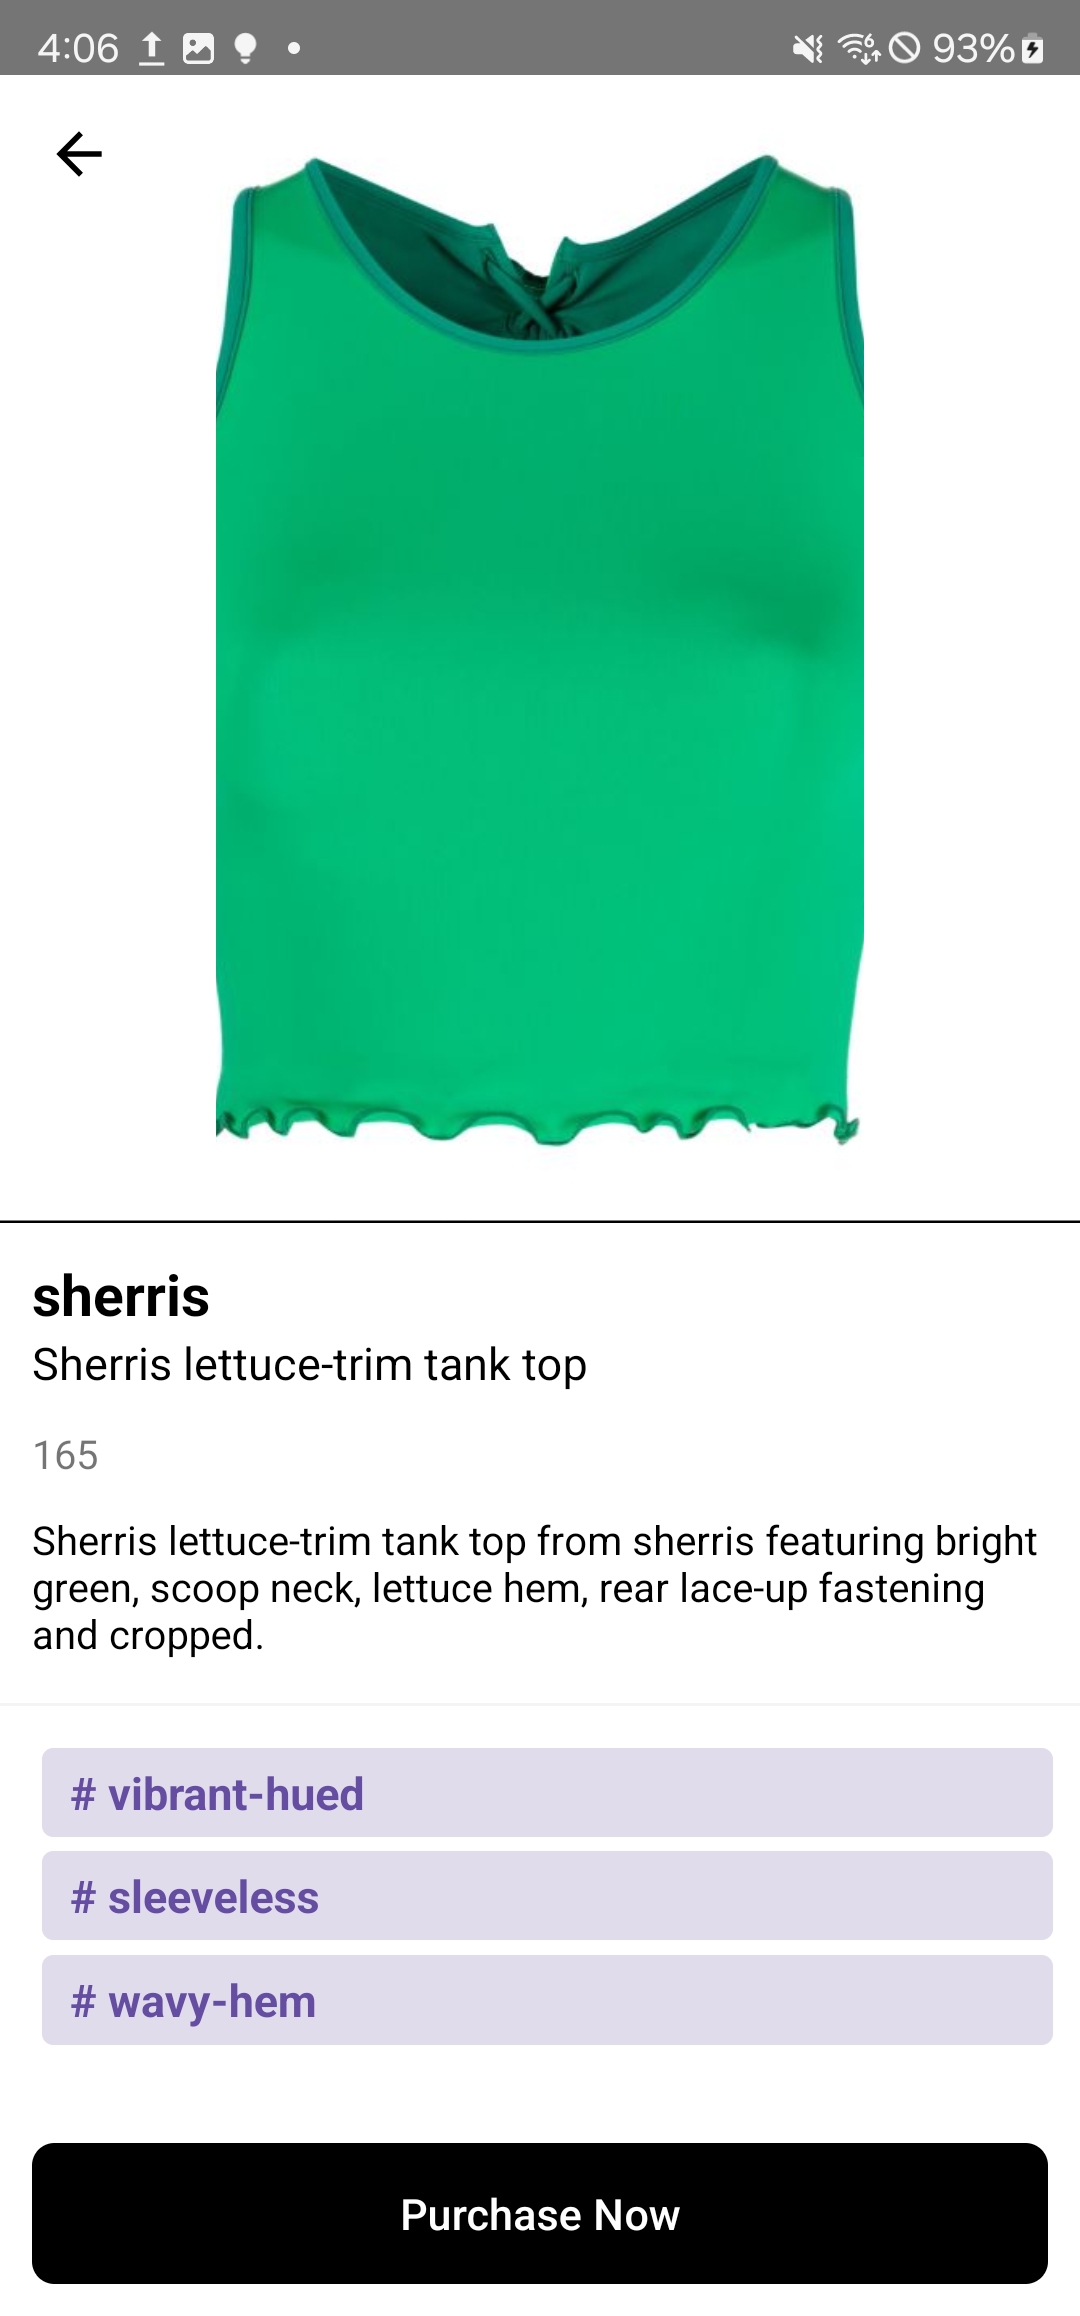 4:06 93%
sherris
Sherris lettuce-trim tank top
165
Sherris lettuce-trim tank top from sherris featuring bright
green, scoop neck, lettuce hem, rear lace-up fastening
and cropped.
# vibrant-hued
# sleeveless
# wavy-hem
Purchase Now